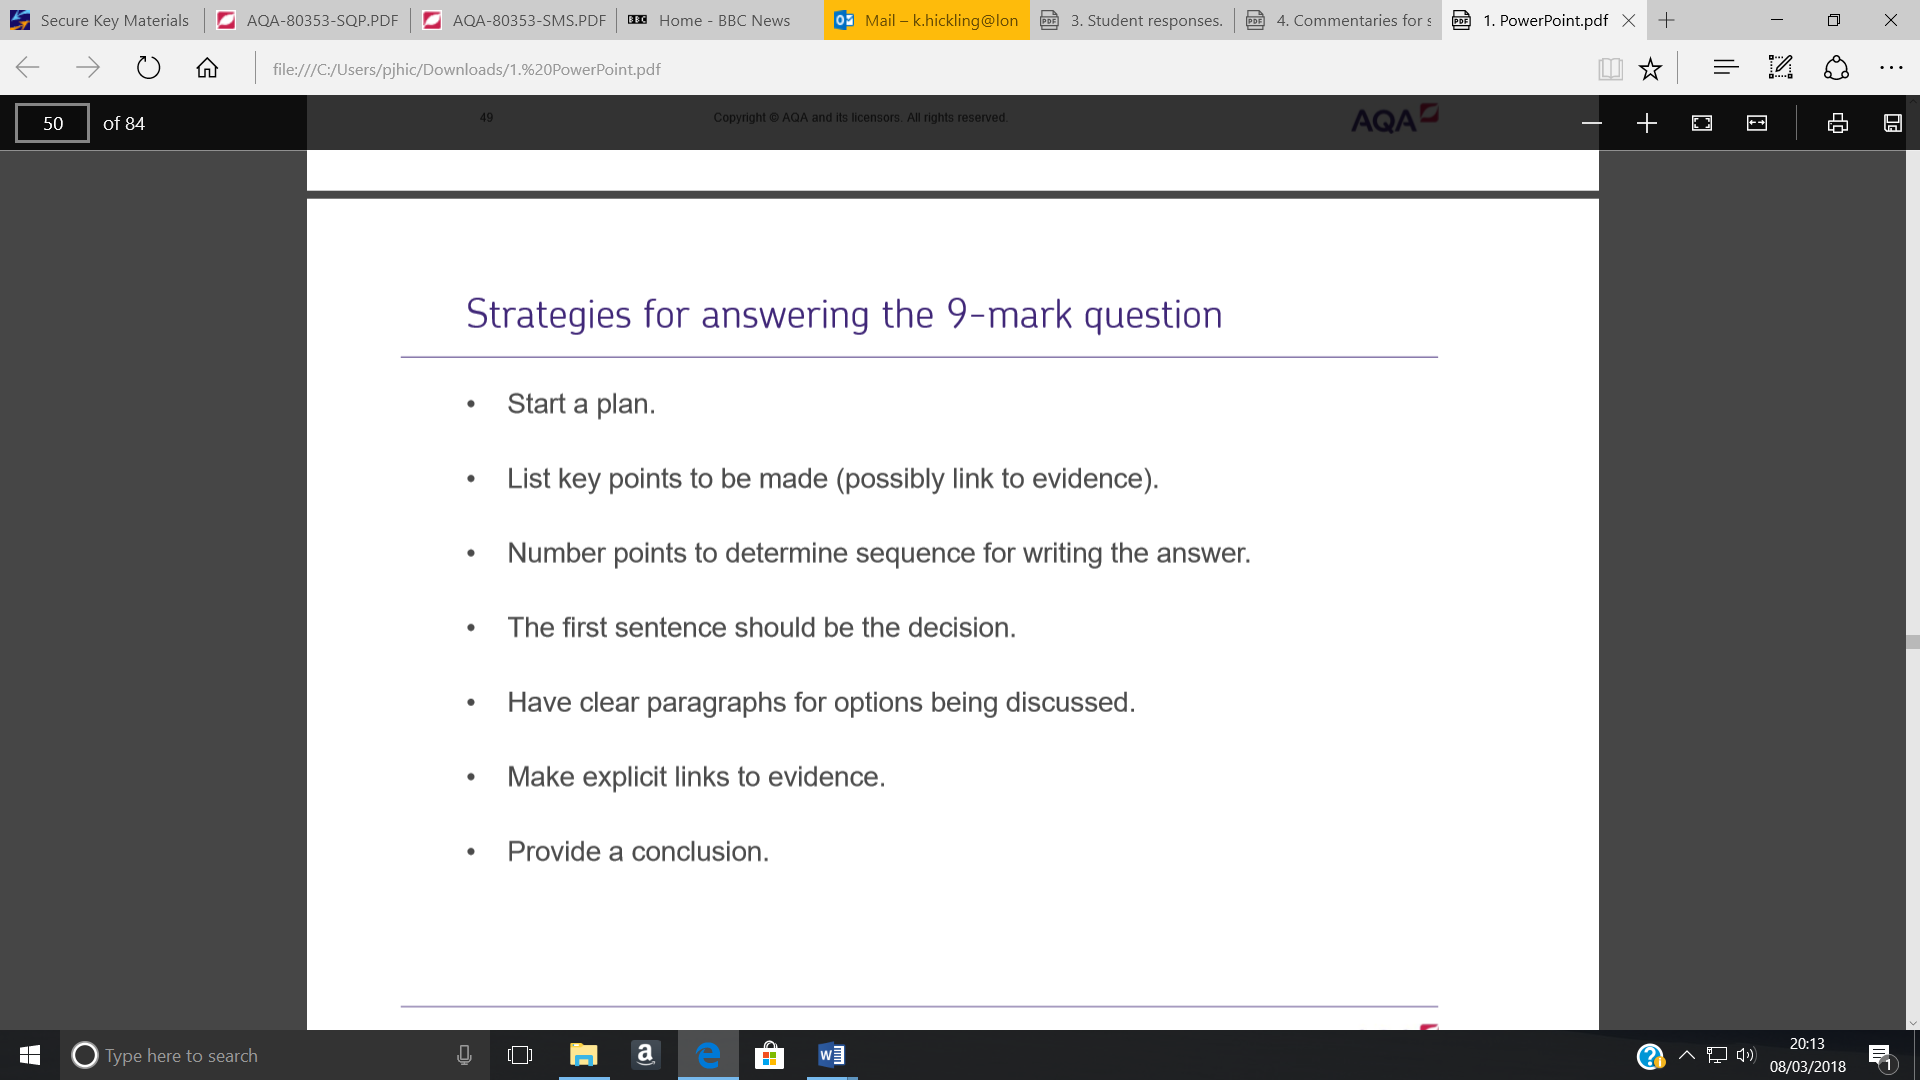 Secure Key Materials
AQA-80353-SQP.PDF
AQA-80353-SMS.PDF
BBC Home - BBC News
Mail – k.hickling@lon
3. Student responses.
4. Commentaries for s
1. PowerPoint.pdf
file:///C:/Users/pjhic/Downloads/1.%20PowerPoint.pdf
50 of 84
49 Copyright © AQA and its licensors. All rights reserved. AQA
Strategies for answering the 9-mark question
• Start a plan.
• List key points to be made (possibly link to evidence).
• Number points to determine sequence for writing the answer.
• The first sentence should be the decision.
• Have clear paragraphs for options being discussed.
• Make explicit links to evidence.
• Provide a conclusion.
Type here to search
20:13
08/03/2018
1